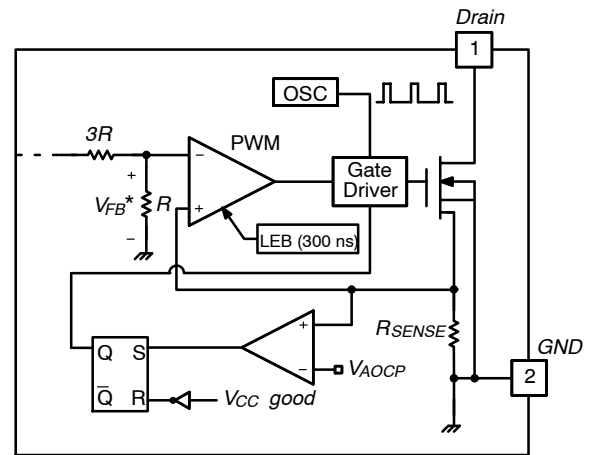 Drain
1
OSC
3R
PWM
−
+
V_FB*
R
−
+
Gate
Driver
LEB (300 ns)
+
R_SENSE
GND
2
−
V_AOCP
Q S
Q̅ R
V_CC good